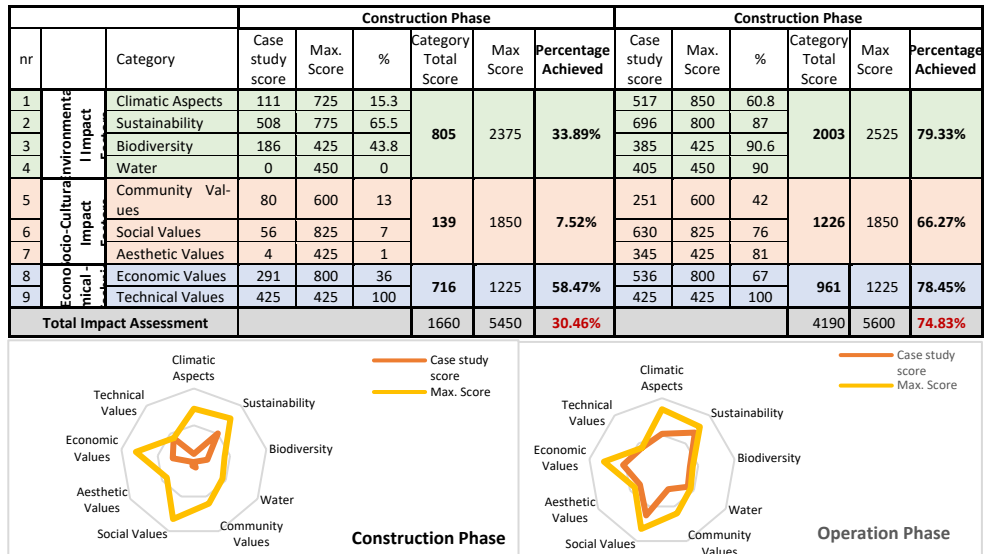 Construction Phase Construction Phase
nr Category Case study score Max. Score % Category Total Score Max Score Percentage Achieved Case study score Max. Score % Category Total Score Max Score Percentage Achieved
1 Climatic Aspects 111 725 15.3 517 850 60.8
2 Sustainability 508 775 65.5 696 800 87
nvironmenta
l Impact
805 2375 33.89% 2003 2525 79.33%
3 Biodiversity 186 425 43.8 385 425 90.6
4 Water 0 450 0 405 450 90
5 Community Val-
ues 80 600 13 251 600 42
ocio-Cultura
Impact
139 1850 7.52% 1226 1850 66.27%
6 Social Values 56 825 7 630 825 76
7 Aesthetic Values 4 425 1 345 425 81
Econo
mical -
8 Economic Values 291 800 36 536 800 67
716 1225 58.47% 961 1225 78.45%
9 Technical Values 425 425 100 425 425 100
Total Impact Assessment 1660 5450 30.46% 4190 5600 74.83%
Case study
score
Max. Score
Climatic
Aspects
Sustainability
Biodiversity
Water
Community
Values
Social Values
Aesthetic
Values
Economic
Values
Technical
Values
Construction Phase
Case study
score
Max. Score
Climatic
Aspects
Sustainability
Biodiversity
Water
Community
Values
Social Values
Aesthetic
Values
Economic
Values
Technical
Values
Operation Phase